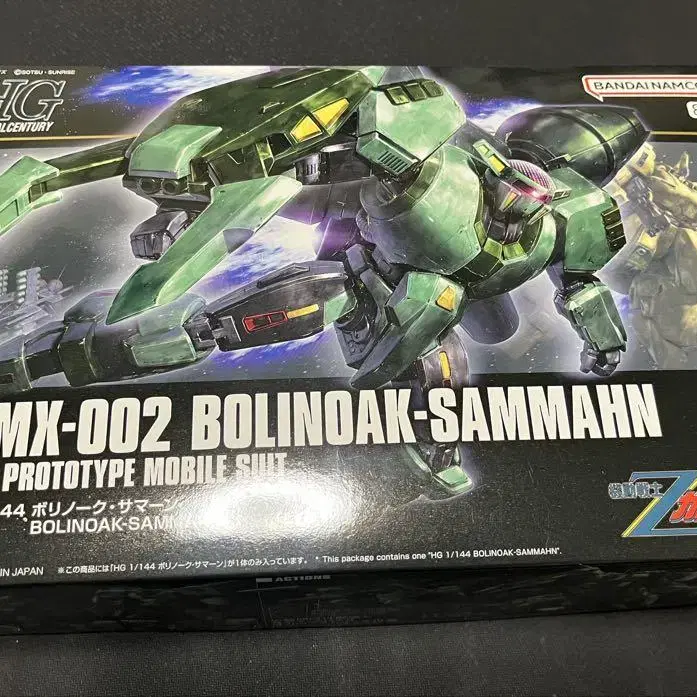 ©SOTSU・SUNRISE
HG
BANDAI NAMCO
MX-002 BOLINOAK-SAMMAHN
PROTOTYPE MOBILE SUIT
44 ボリノーク・サマーン
"BOLINOAK-SAMM
機動戦士
Z
IN JAPAN ※この商品には「HG 1/144 ボリノーク・サマーン」が1体のみ入っています。 * This package contains one "HG 1/144 BOLINOAK-SAMMAHN".
ACTIONS